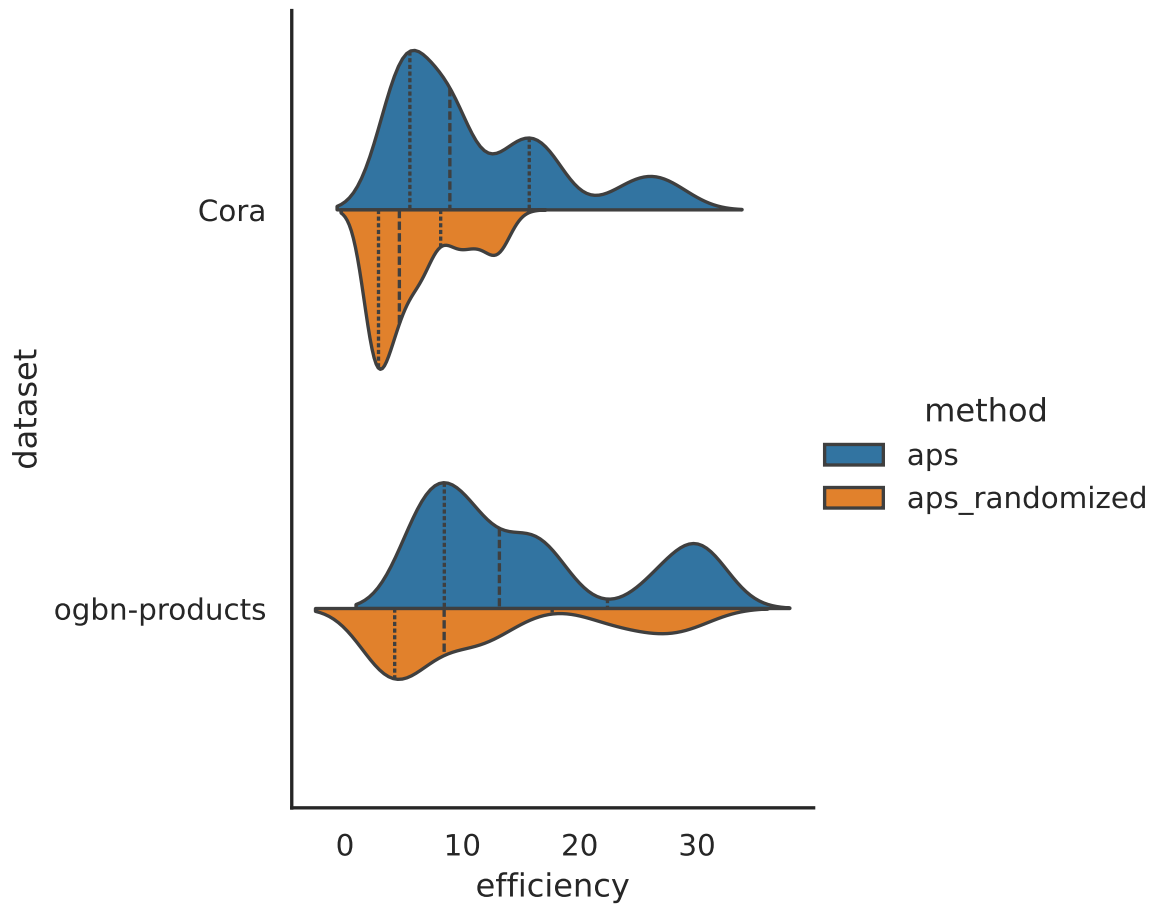 Cora
ogbn-products
dataset
0 10 20 30
efficiency
method
aps
aps_randomized